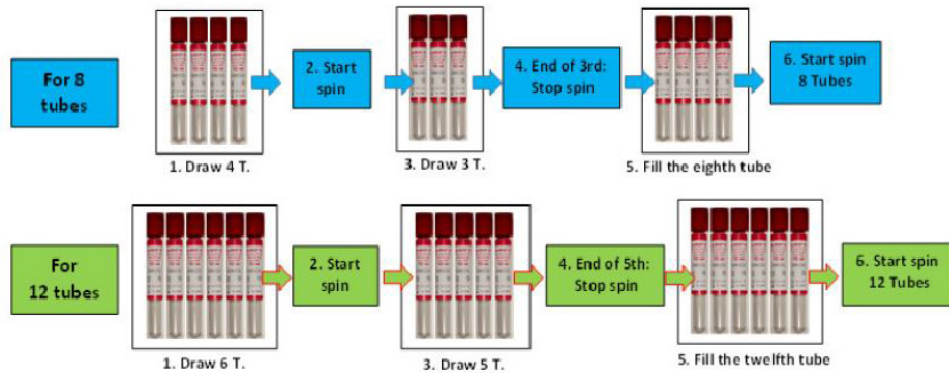 For 8
tubes
1. Draw 4 T.
2. Start
spin
3. Draw 3 T.
4. End of 3rd:
Stop spin
5. Fill the eighth tube
6. Start spin
8 Tubes
For
12 tubes
1. Draw 6 T.
2. Start
spin
3. Draw 5 T.
4. End of 5th:
Stop spin
5. Fill the twelfth tube
6. Start spin
12 Tubes